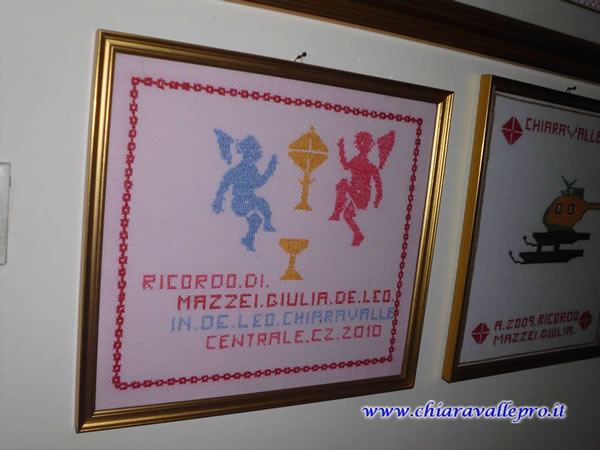 RICORDO.DI.
MAZZEI.GIULIA.DE.LEO.
IN.DE.LEO.CHIARAVALLE
CENTRALE.CZ.2010
CHIARAVALLE
A.2009.RICORDO
MAZZEI.GIULIA.
www.chiaravallepro.it